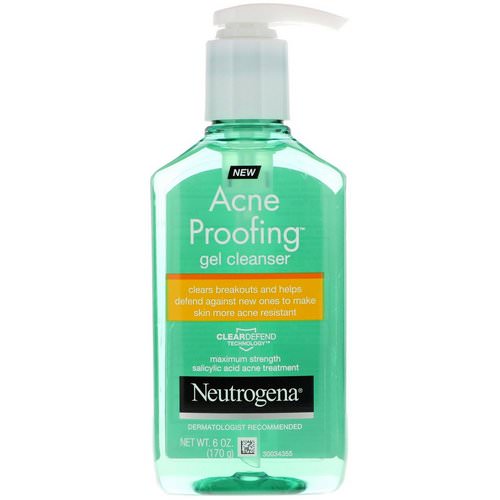 NEW
Acne
Proofing™
gel cleanser
clears breakouts and helps
defend against new ones to make
skin more acne resistant
CLEARDEFEND
TECHNOLOGY™
maximum strength
salicylic acid acne treatment
Neutrogena®
DERMATOLOGIST RECOMMENDED
NET WT. 6 OZ.
(170 g)
30034355